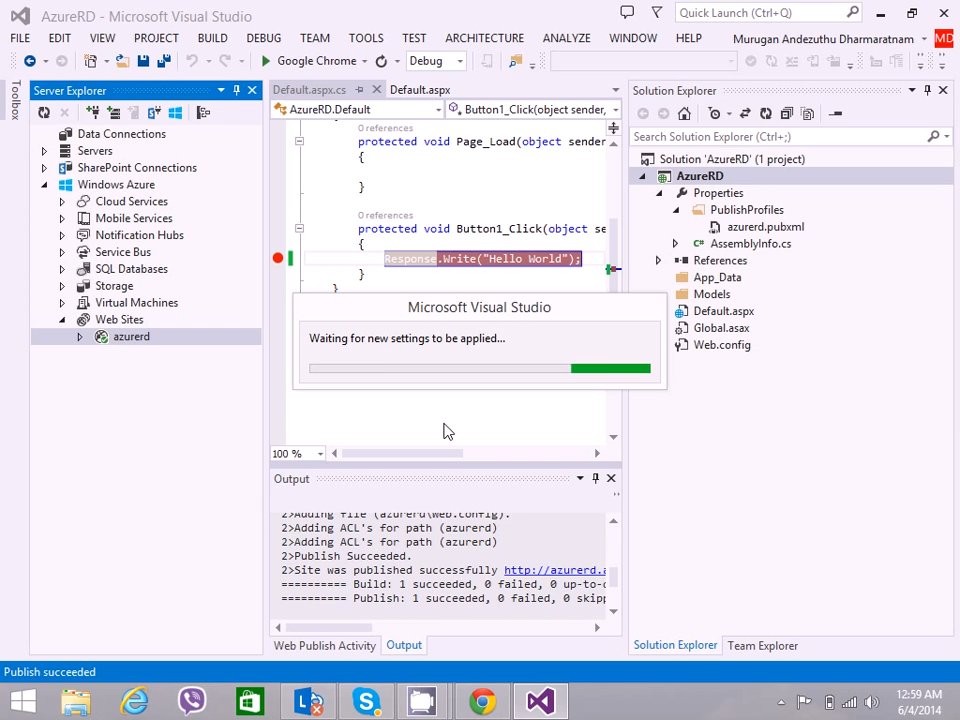 AzureRD - Microsoft Visual Studio
Quick Launch (Ctrl+Q)
FILE EDIT VIEW PROJECT BUILD DEBUG TEAM TOOLS TEST ARCHITECTURE ANALYZE WINDOW HELP Murugan Andezuthu Dharmaratnam MD
Google Chrome Debug
Toolbox
Server Explorer
Data Connections
Servers
SharePoint Connections
Windows Azure
Cloud Services
Mobile Services
Notification Hubs
Service Bus
SQL Databases
Storage
Virtual Machines
Web Sites
azurerd
Default.aspx.cs Default.aspx
AzureRD.Default Button1_Click(object sender,
0 references
protected void Page_Load(object sender
{
}
0 references
protected void Button1_Click(object se
{
Response.Write("Hello World");
}
}
Microsoft Visual Studio
Waiting for new settings to be applied...
100 %
Output
2>Adding file (azurerd\Web.config).
2>Adding ACL's for path (azurerd)
2>Adding ACL's for path (azurerd)
2>Publish Succeeded.
2>Site was published successfully http://azurerd.a
========== Build: 1 succeeded, 0 failed, 0 up-to-d
========== Publish: 1 succeeded, 0 failed, 0 skipp
Web Publish Activity Output
Solution Explorer
Search Solution Explorer (Ctrl+;)
Solution 'AzureRD' (1 project)
AzureRD
Properties
PublishProfiles
azurerd.pubxml
AssemblyInfo.cs
References
App_Data
Models
Default.aspx
Global.asax
Web.config
Solution Explorer Team Explorer
Publish succeeded
12:59 AM
6/4/2014